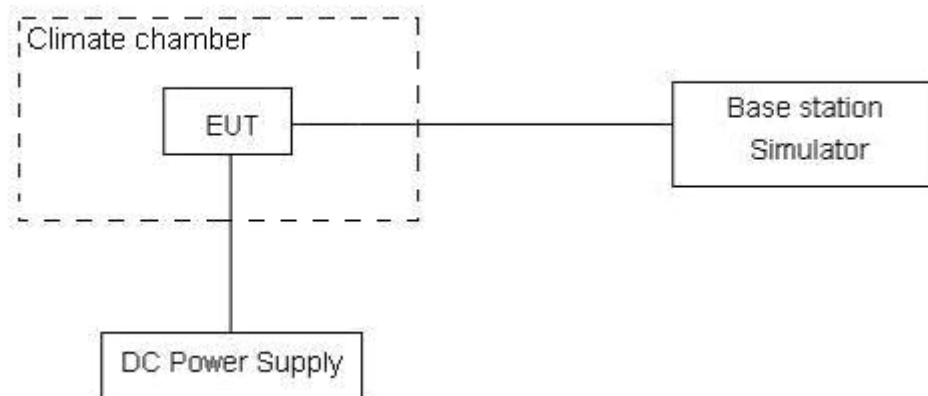 Climate chamber
EUT
Base station
Simulator
DC Power Supply